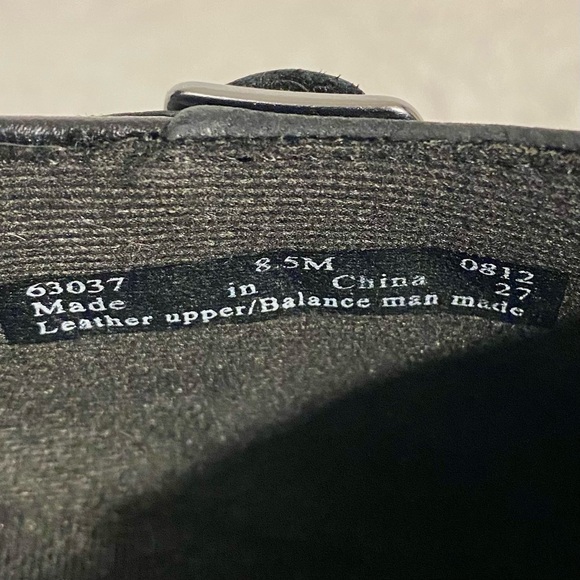 63037 8.5M 0812
Made in China 27
Leather upper/Balance man made